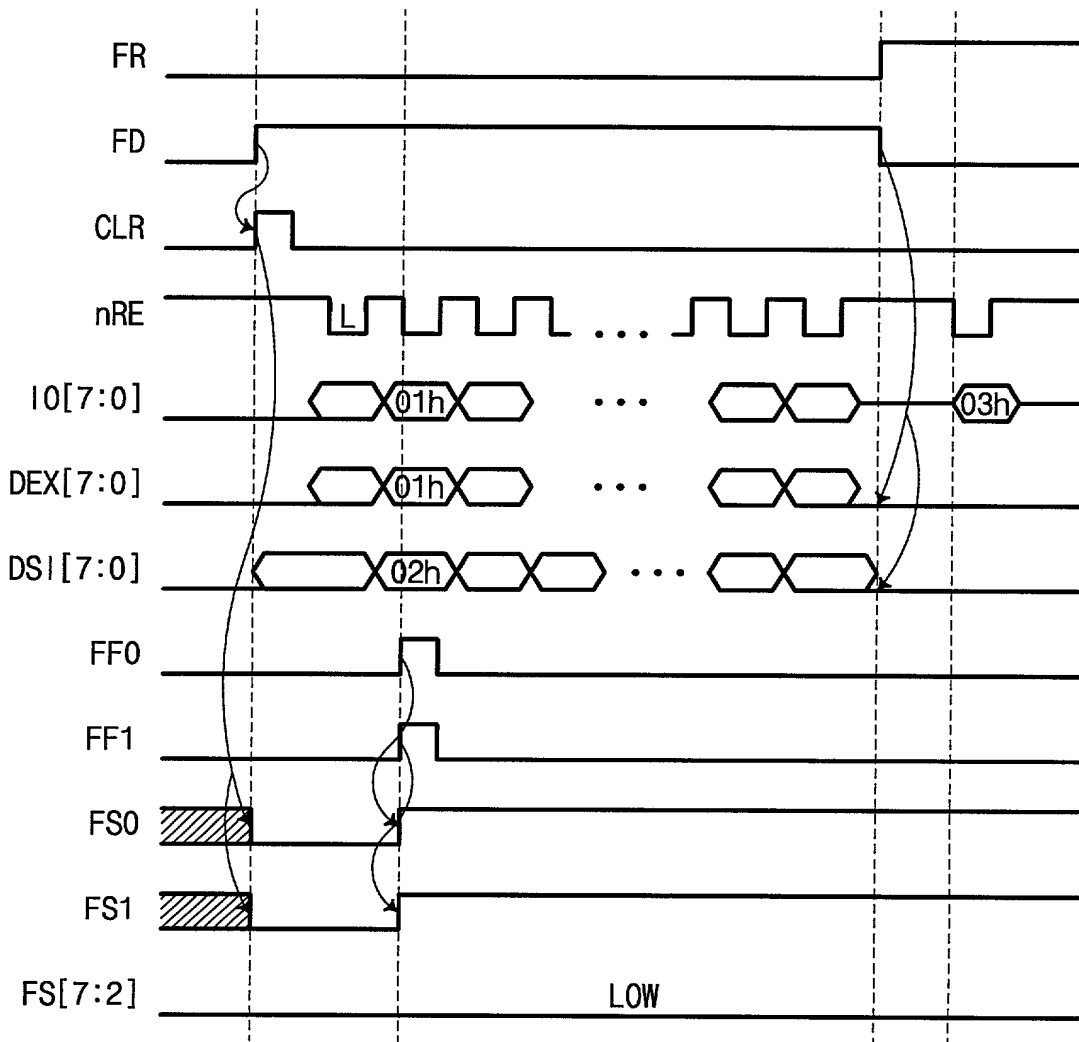 FR
FD
CLR
nRE L
IO[7:0] 01h ... 03h
DEX[7:0] 01h ...
DSI[7:0] 02h ...
FF0
FF1
FS0
FS1
FS[7:2] LOW